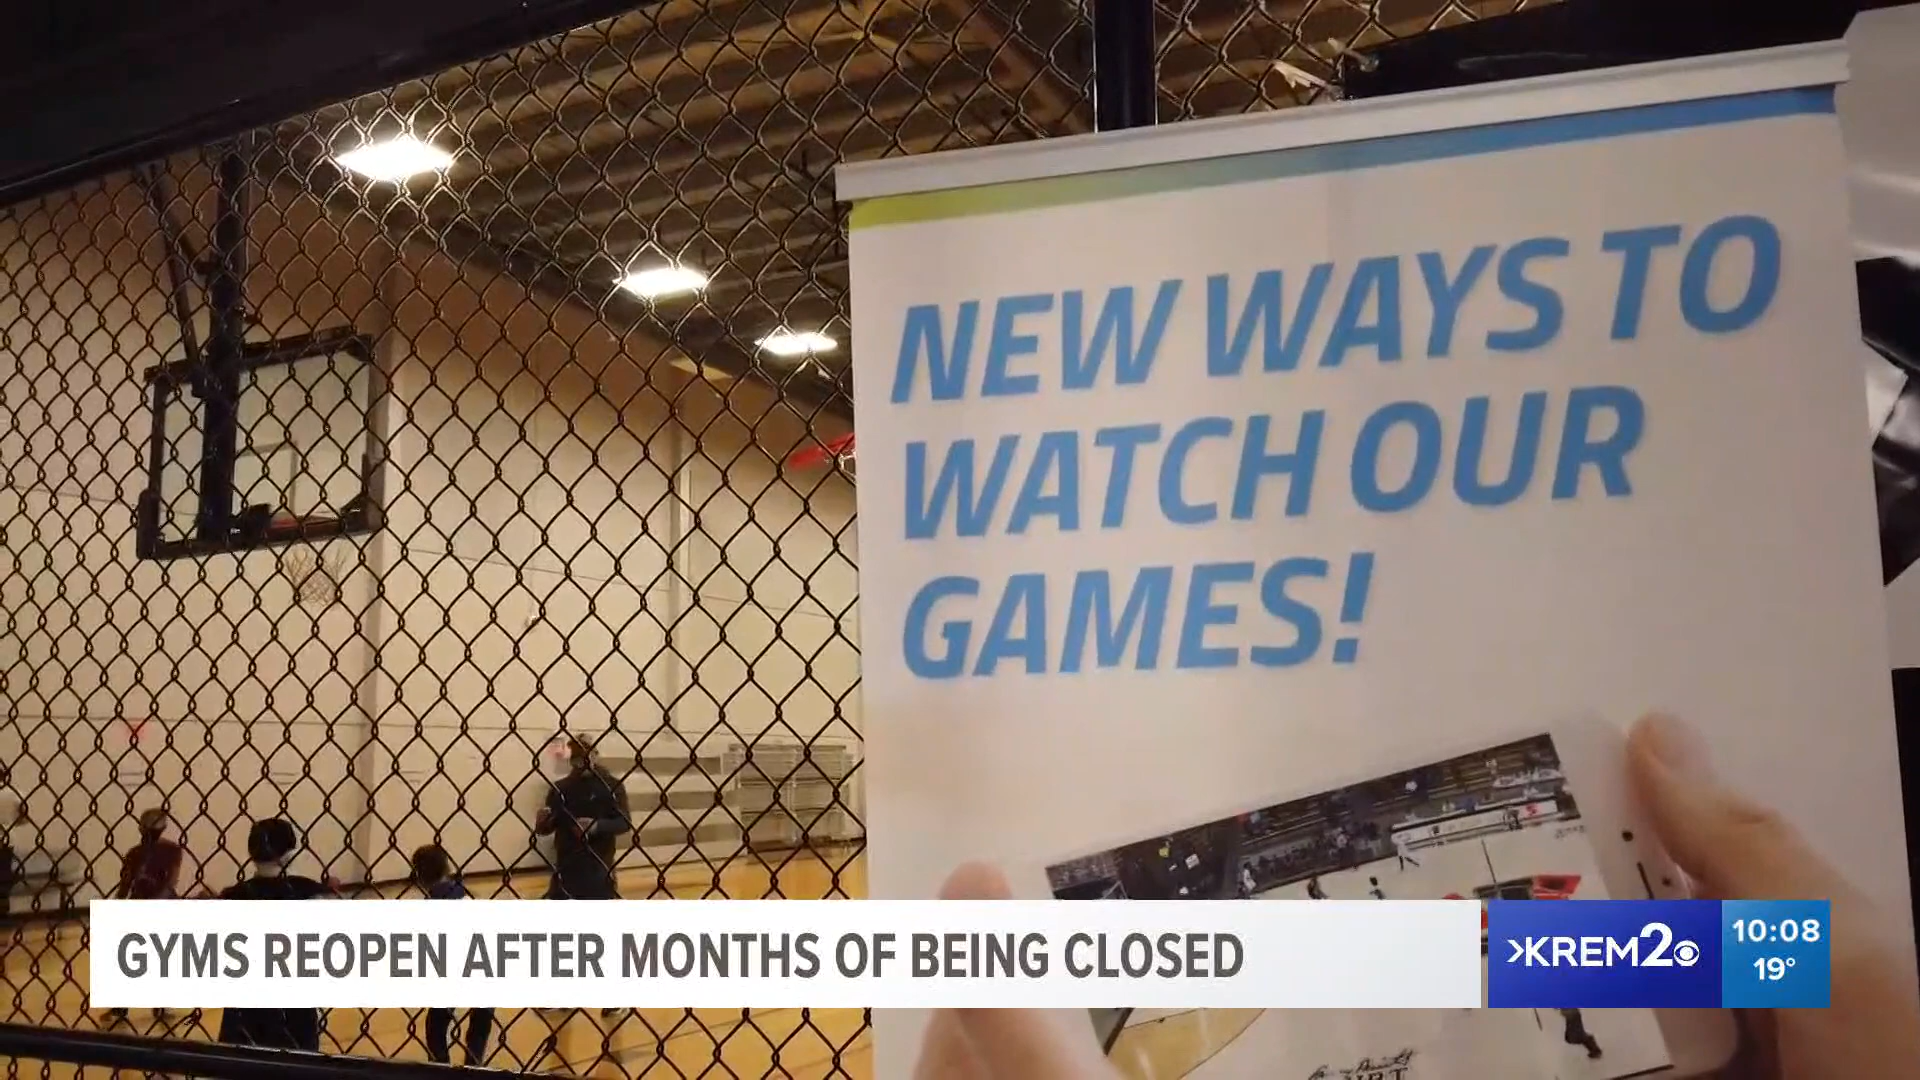 NEW WAYS TO
WATCH OUR
GAMES!
GYMS REOPEN AFTER MONTHS OF BEING CLOSED
KREM2
10:08
19°